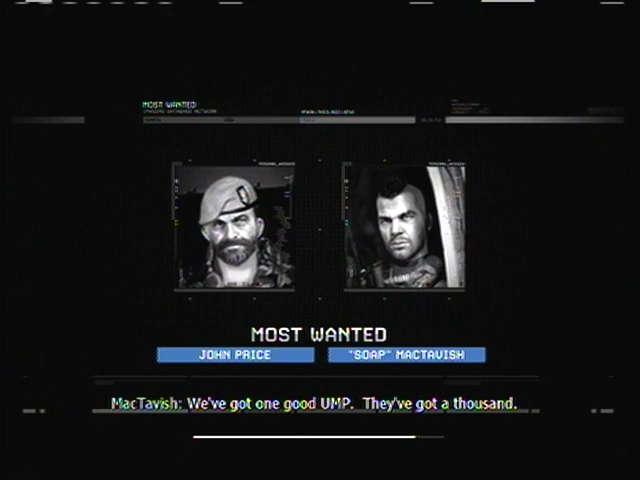 MOST WANTED
MOST WANTED
JOHN PRICE
"SOAP" MACTAVISH
MacTavish: We've got one good UMP. They've got a thousand.